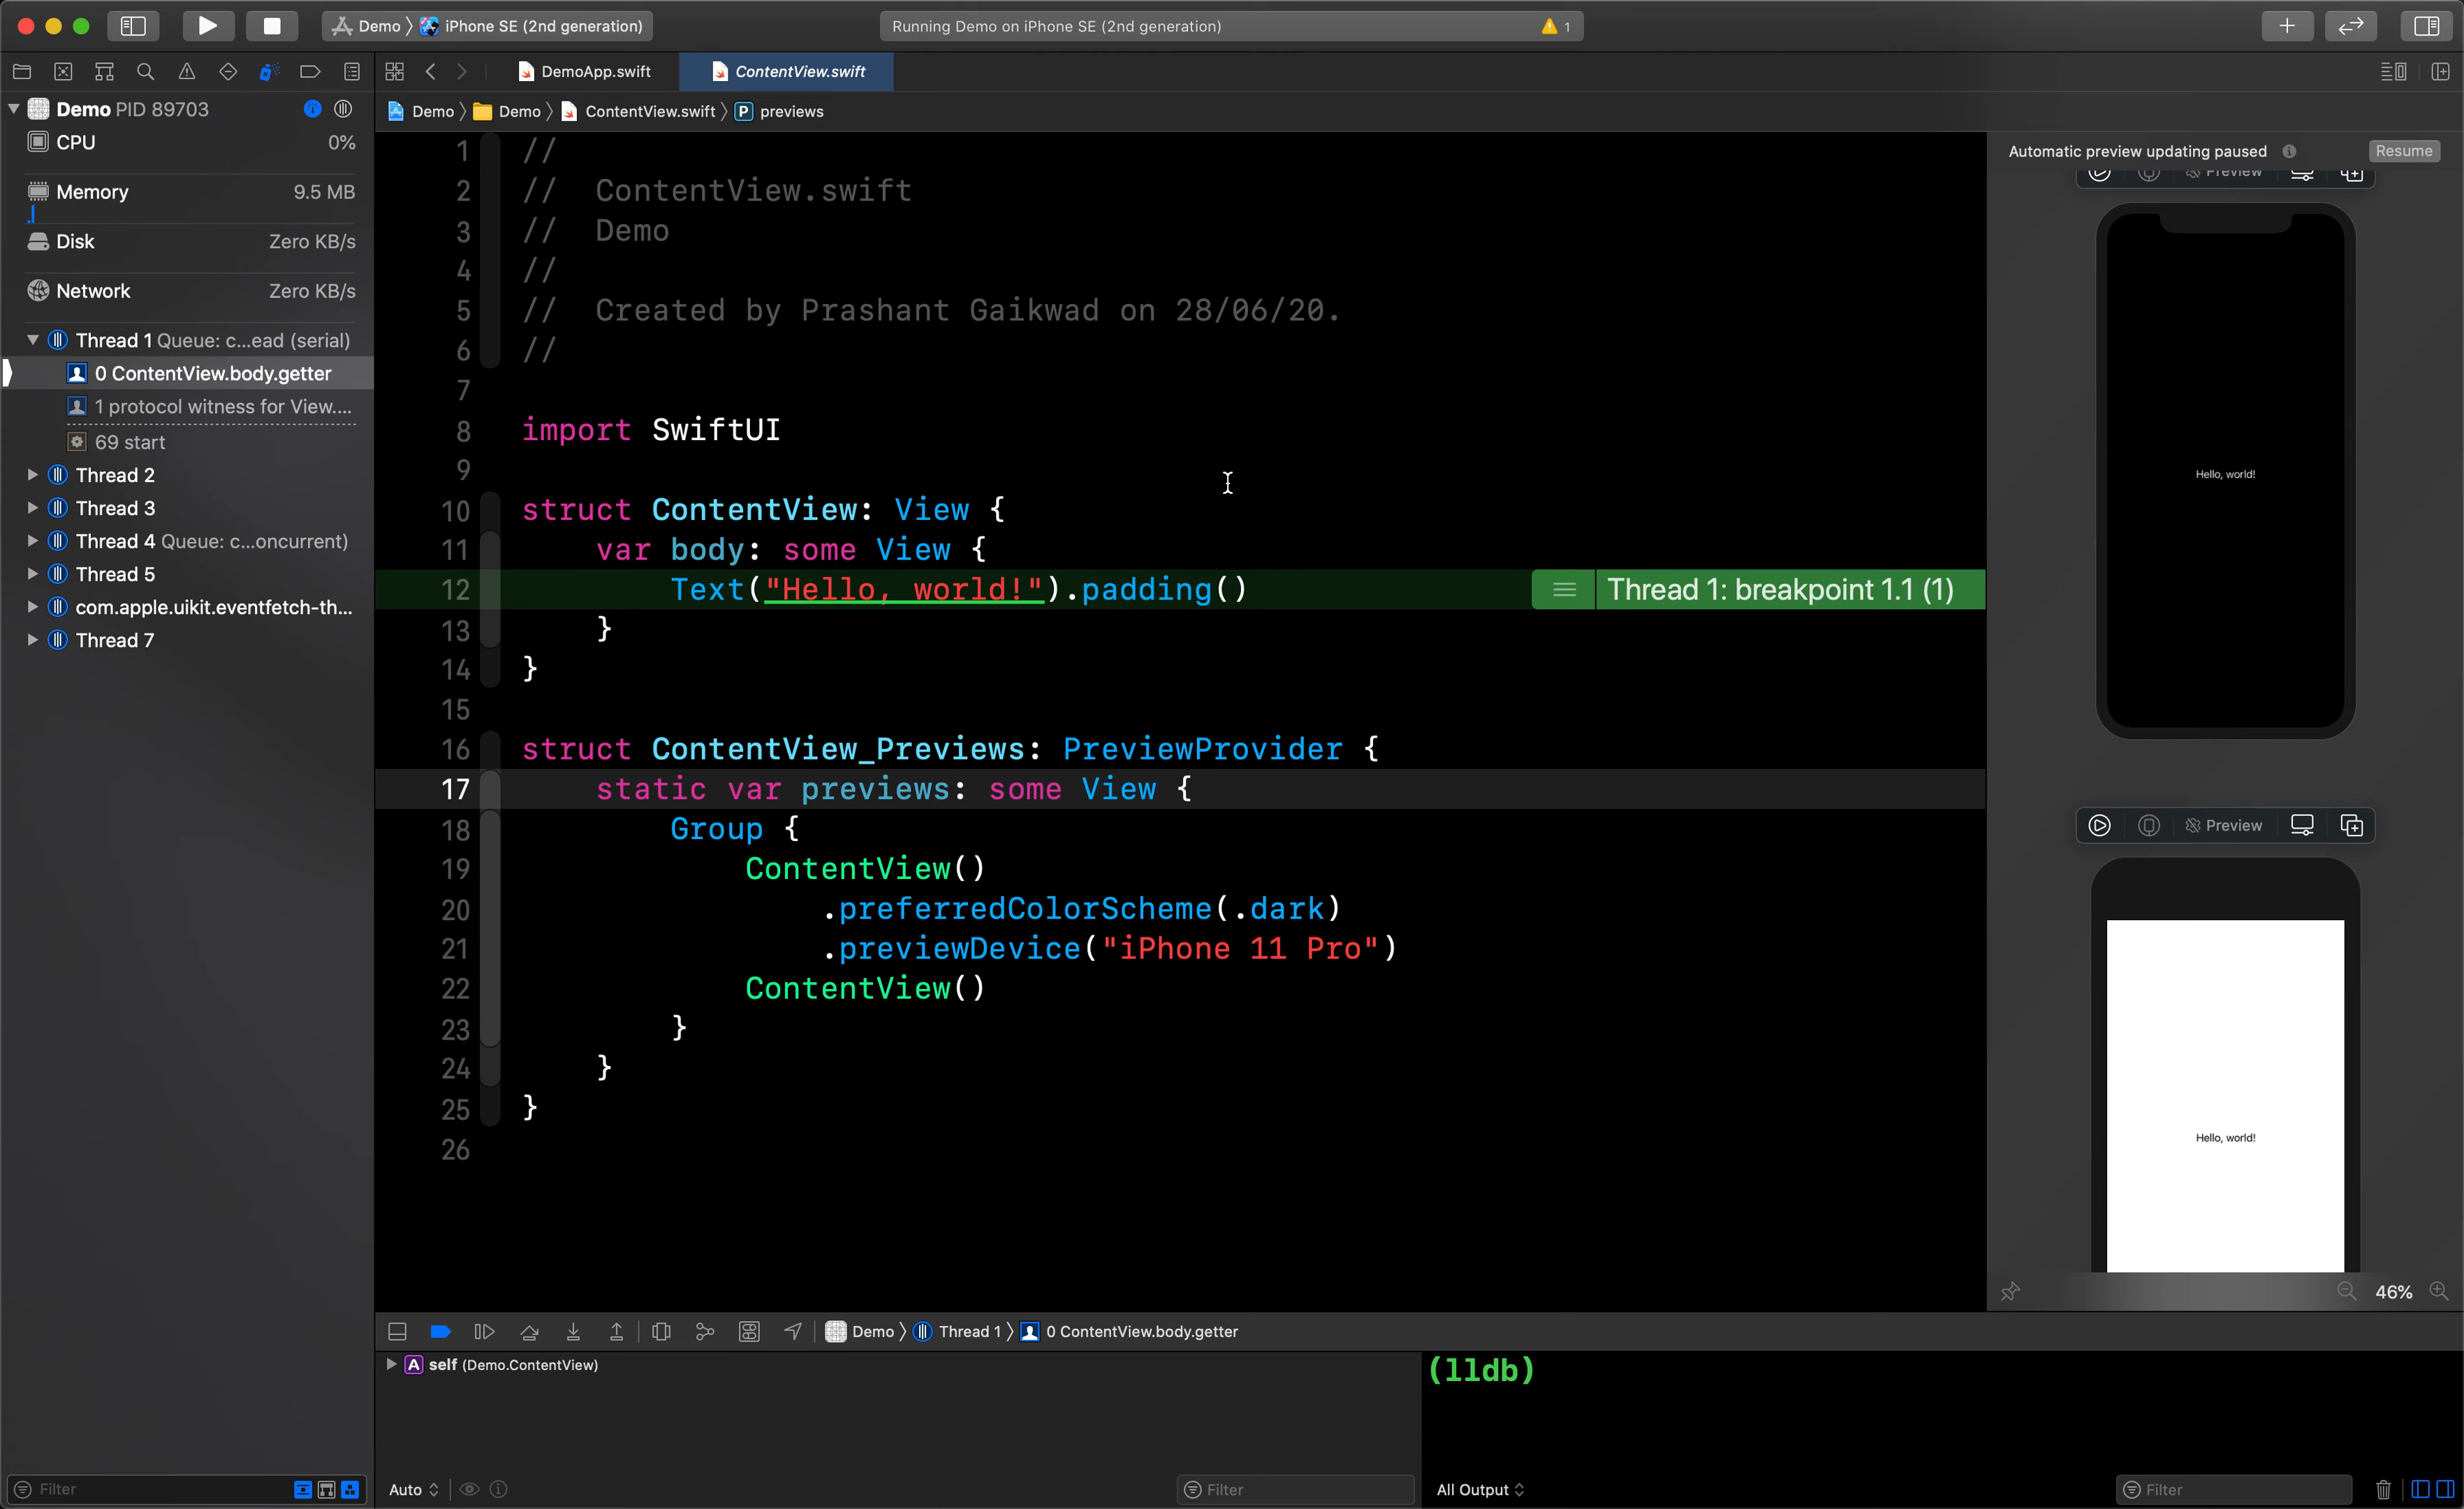 Demo 〉 iPhone SE (2nd generation)
Running Demo on iPhone SE (2nd generation)
1
DemoApp.swift
ContentView.swift
Demo PID 89703
Demo 〉 Demo 〉 ContentView.swift 〉 P previews
CPU 0%
Memory 9.5 MB
Disk Zero KB/s
Network Zero KB/s
Thread 1 Queue: c...ead (serial)
0 ContentView.body.getter
1 protocol witness for View....
69 start
Thread 2
Thread 3
Thread 4 Queue: c...oncurrent)
Thread 5
com.apple.uikit.eventfetch-th...
Thread 7
Filter
1 //
2 //  ContentView.swift
3 //  Demo
4 //
5 //  Created by Prashant Gaikwad on 28/06/20.
6 //
7
8 import SwiftUI
9
10 struct ContentView: View {
11     var body: some View {
12         Text("Hello, world!").padding()
Thread 1: breakpoint 1.1 (1)
13     }
14 }
15
16 struct ContentView_Previews: PreviewProvider {
17     static var previews: some View {
18         Group {
19             ContentView()
20                 .preferredColorScheme(.dark)
21                 .previewDevice("iPhone 11 Pro")
22             ContentView()
23         }
24     }
25 }
26
Automatic preview updating paused
Resume
Preview
Hello, world!
Preview
Hello, world!
46%
Demo 〉 Thread 1 〉 0 ContentView.body.getter
A self (Demo.ContentView)
(lldb)
Auto
Filter
All Output
Filter